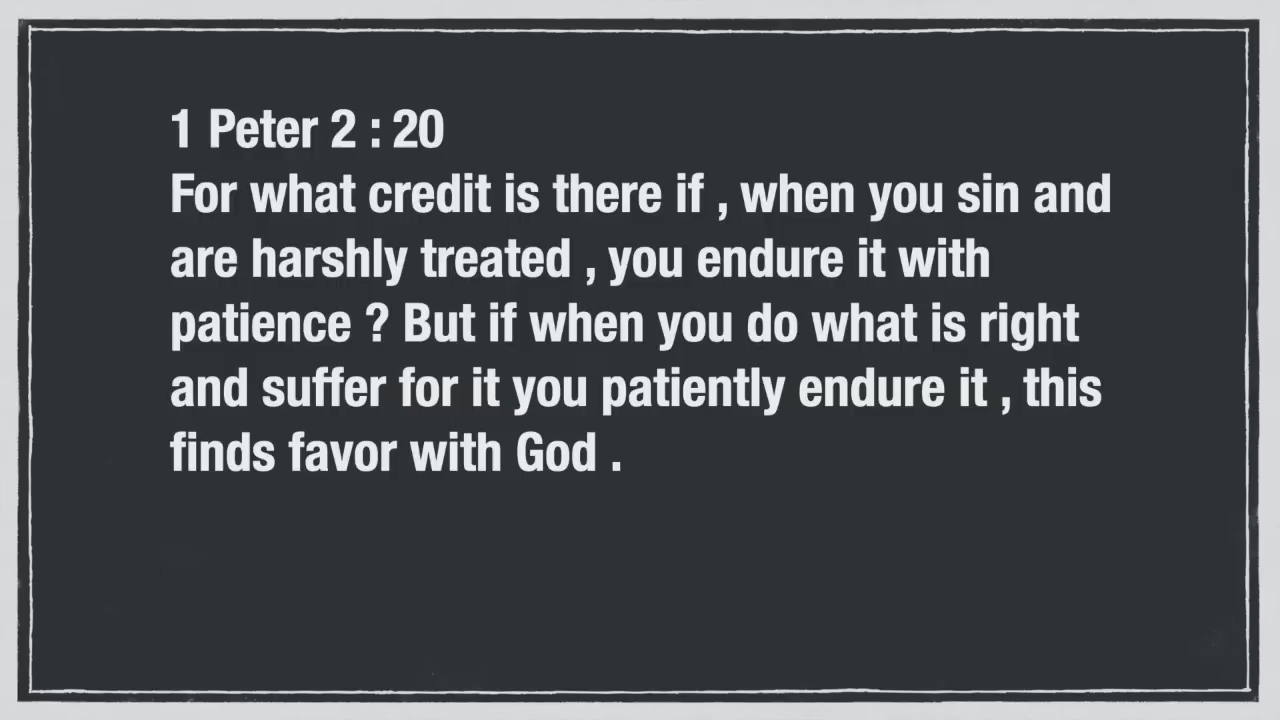 1 Peter 2 : 20
For what credit is there if , when you sin and
are harshly treated , you endure it with
patience ? But if when you do what is right
and suffer for it you patiently endure it , this
finds favor with God .